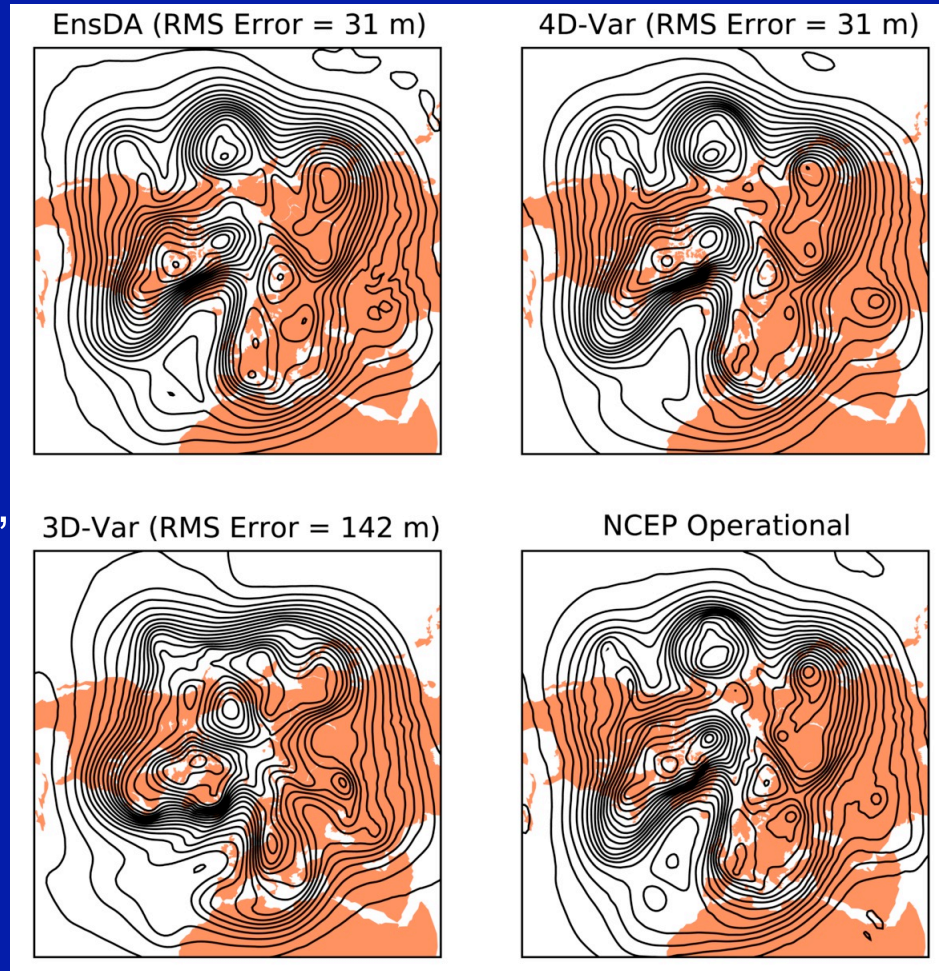 EnsDA (RMS Error = 31 m)
4D-Var (RMS Error = 31 m)
,
3D-Var (RMS Error = 142 m)
NCEP Operational